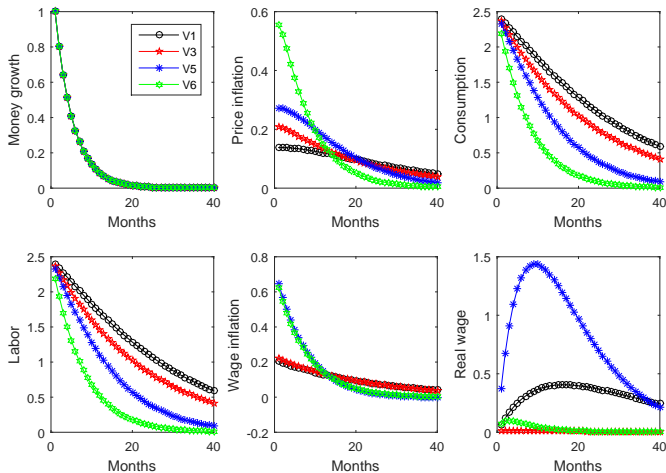 Money growth
1
0.8
0.6
0.4
0.2
0
0 20 40
Months
V1
V3
V5
V6
Price inflation
0.6
0.4
0.2
0
0 20 40
Months
Consumption
2.5
2
1.5
1
0.5
0
0 20 40
Months
Labor
2.5
2
1.5
1
0.5
0
0 20 40
Months
Wage inflation
0.8
0.6
0.4
0.2
0
-0.2
0 20 40
Months
Real wage
1.5
1
0.5
0
0 20 40
Months